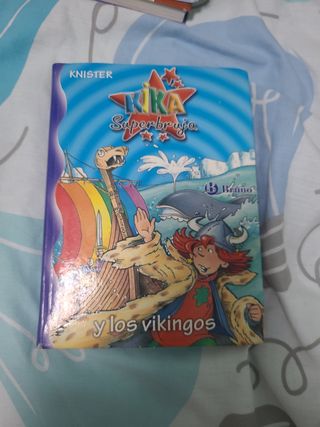 KNISTER
KIKA
Superbruja
B Bruño
y los vikingos